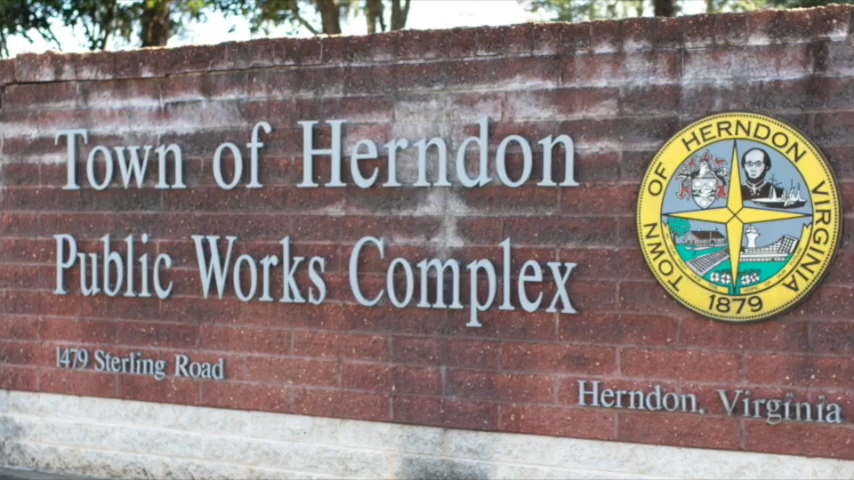 Town of Herndon
Public Works Complex
1479 Sterling Road
Herndon, Virginia
TOWN OF HERNDON VIRGINIA
1879